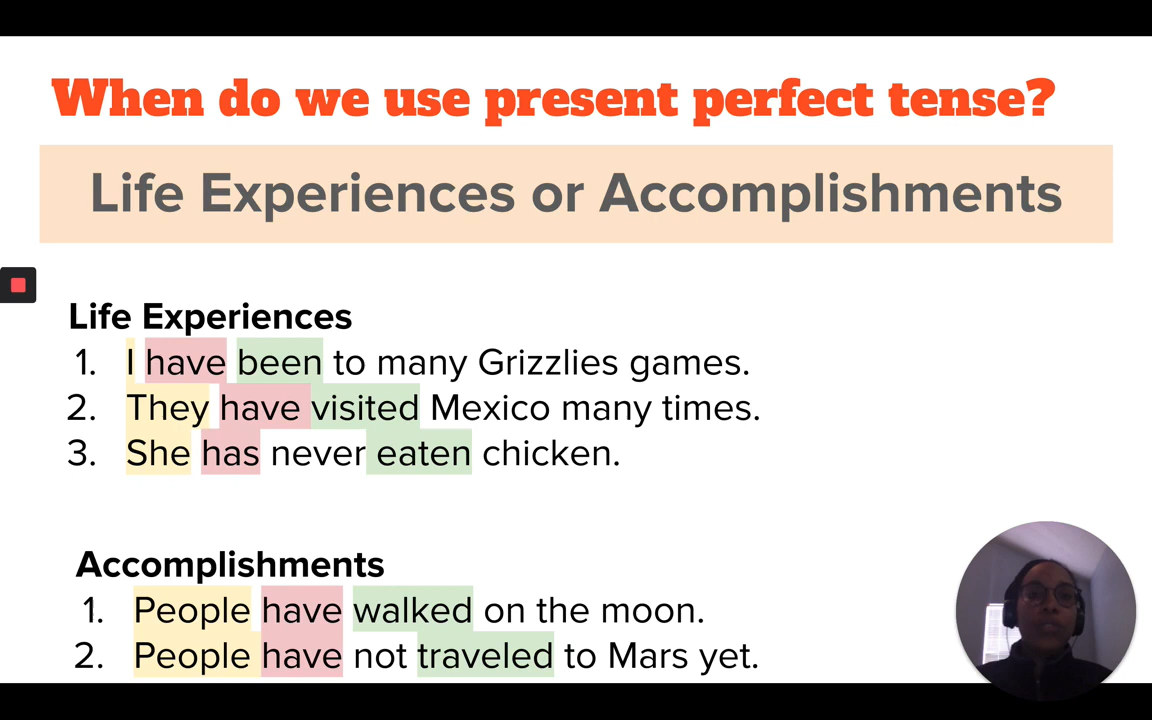 When do we use present perfect tense?
Life Experiences or Accomplishments
Life Experiences
1. I have been to many Grizzlies games.
2. They have visited Mexico many times.
3. She has never eaten chicken.
Accomplishments
1. People have walked on the moon.
2. People have not traveled to Mars yet.